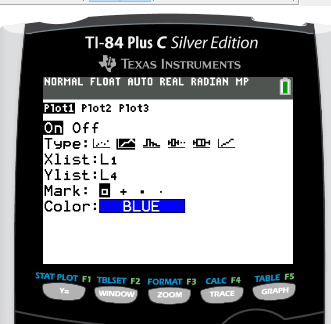 TI-84 Plus C Silver Edition
TEXAS INSTRUMENTS
NORMAL FLOAT AUTO REAL RADIAN MP
Plot1 Plot2 Plot3
On Off
Type:
Xlist:L1
Ylist:L4
Mark:
Color: BLUE
STAT PLOT F1 TBLSET F2 FORMAT F3 CALC F4 TABLE F5
Y= WINDOW ZOOM TRACE GRAPH